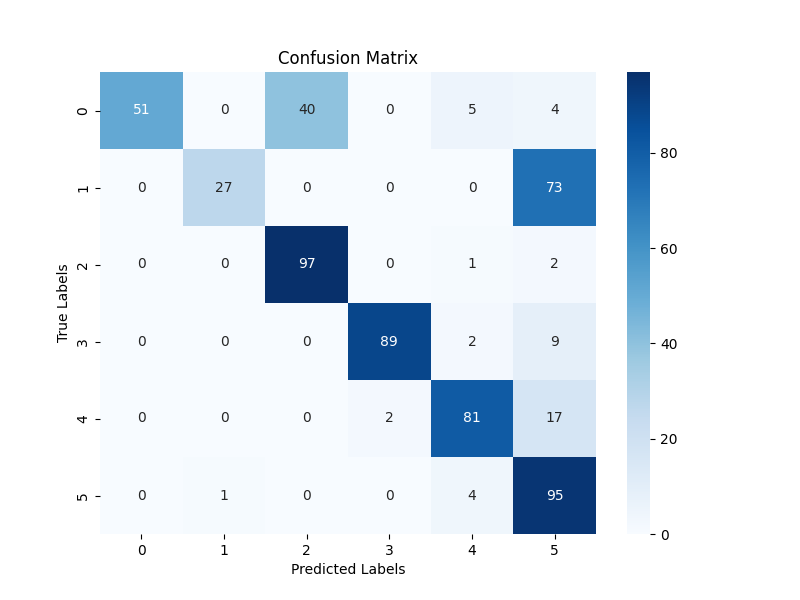 Confusion Matrix
0 51 0 40 0 5 4
1 0 27 0 0 0 73
2 0 0 97 0 1 2
3 0 0 0 89 2 9
4 0 0 0 2 81 17
5 0 1 0 0 4 95
0 1 2 3 4 5
Predicted Labels
True Labels
80
60
40
20
0